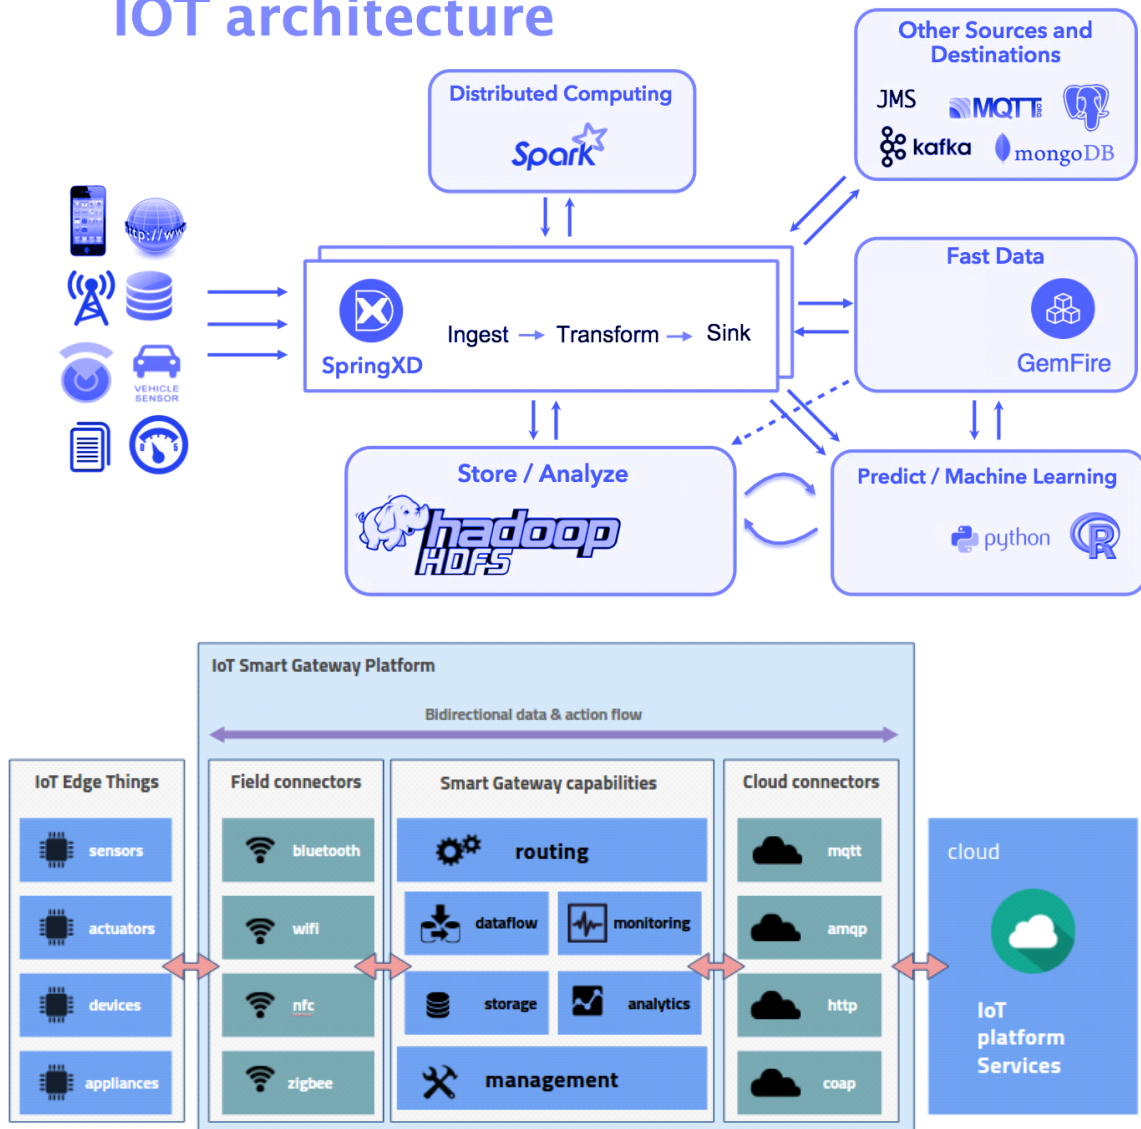 IOT architecture
Other Sources and
Destinations
JMS
MQTT
.ORG
kafka
mongoDB
Distributed Computing
Spark
http://ww
VEHICLE
SENSOR
SpringXD
Ingest
Transform
Sink
Fast Data
GemFire
Store / Analyze
hadoop
HDFS
Predict / Machine Learning
python
R
IoT Smart Gateway Platform
Bidirectional data & action flow
IoT Edge Things
sensors
actuators
devices
appliances
Field connectors
bluetooth
wifi
nfc
zigbee
Smart Gateway capabilities
routing
dataflow
monitoring
storage
analytics
management
Cloud connectors
mqtt
amqp
http
coap
cloud
IoT
platform
Services